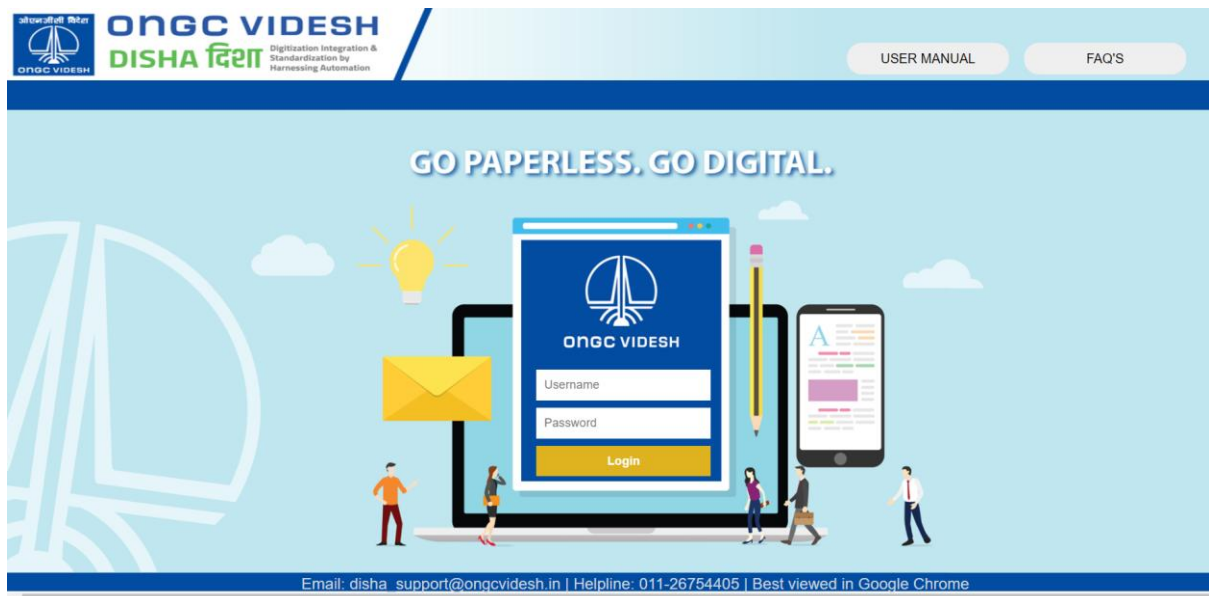 ओएनजीसी विदेश
ONGC VIDESH
ONGC VIDESH
DISHA दिशा
Digitization Integration &
Standardization by
Harnessing Automation
USER MANUAL
FAQ'S
GO PAPERLESS. GO DIGITAL.
ONGC VIDESH
Username
Password
Login
A
Email: disha_support@ongcvidesh.in | Helpline: 011-26754405 | Best viewed in Google Chrome